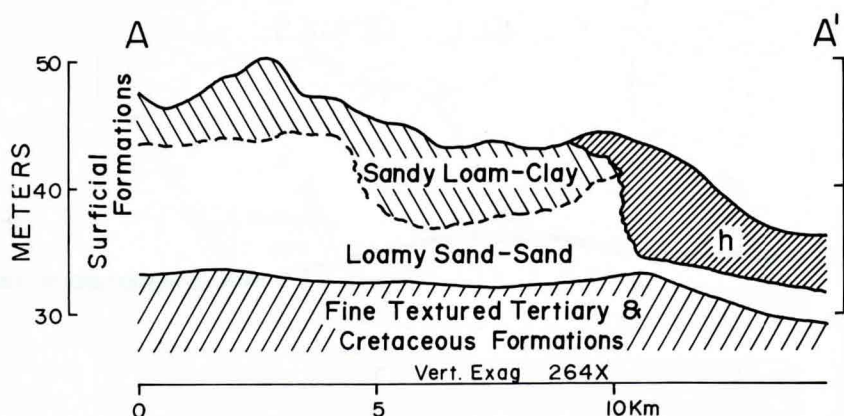 A
A'
50
40
30
METERS
Surficial
Formations
Sandy Loam-Clay
Loamy Sand-Sand
h
Fine Textured Tertiary &
Cretaceous Formations
Vert. Exag 264X
0
5
10Km